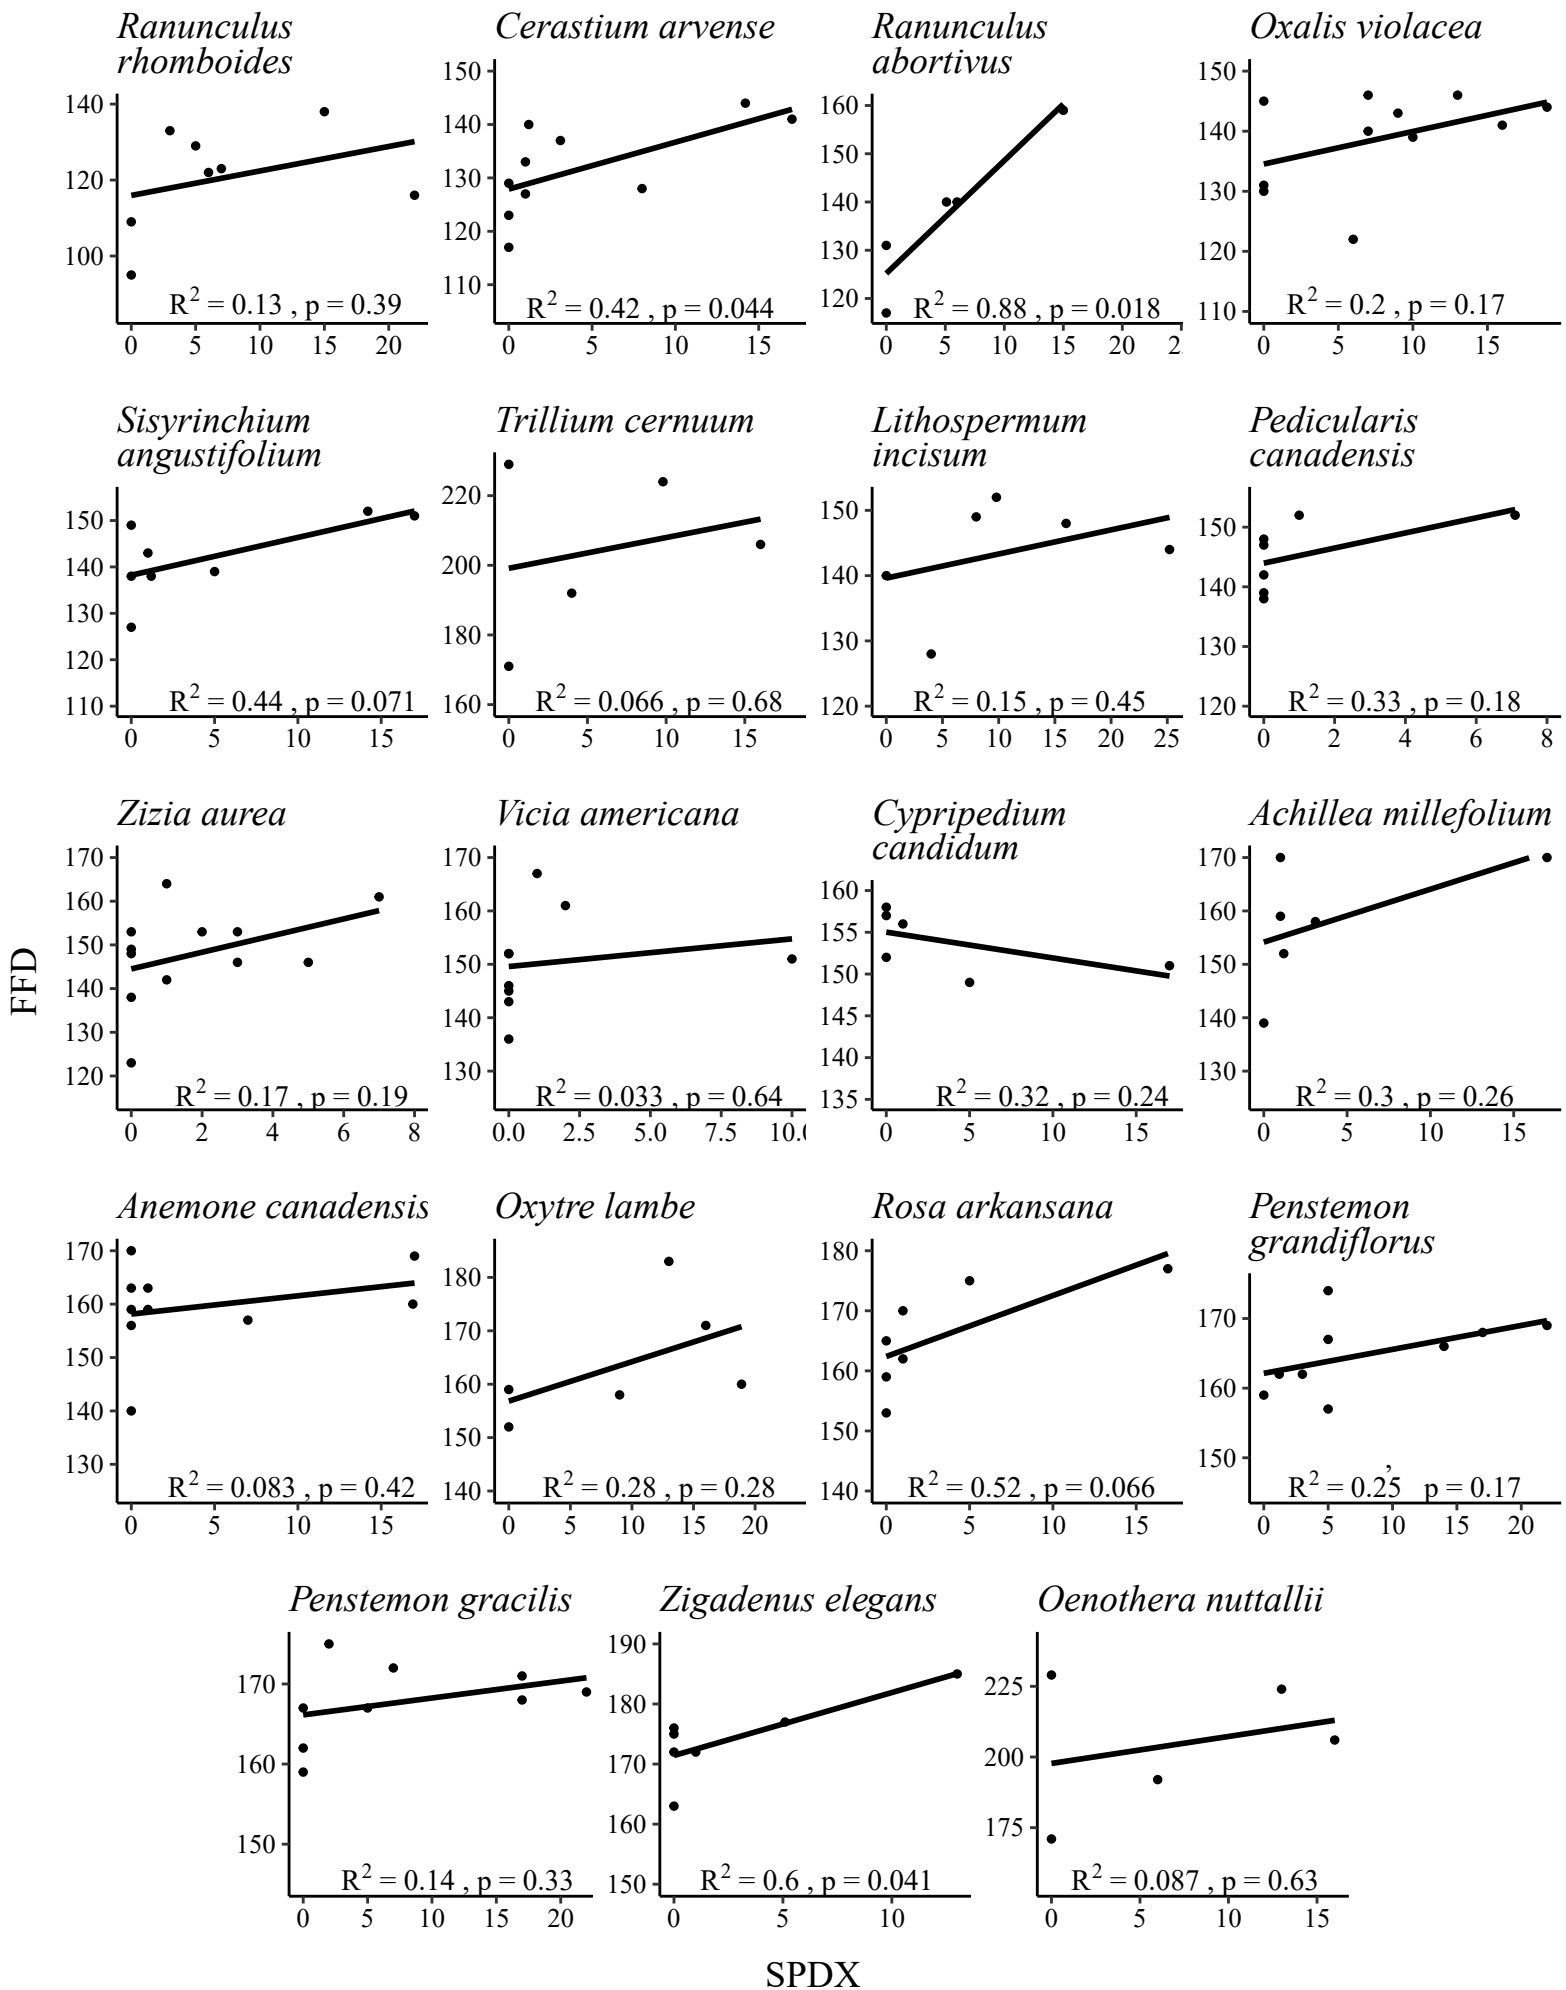 Ranunculus
rhomboides
140
120
100
R² = 0.13 , p = 0.39
0 5 10 15 20
Cerastium arvense
150
140
130
120
110
R² = 0.42 , p = 0.044
0 5 10 15
Ranunculus
abortivus
160
150
140
130
120
R² = 0.88 , p = 0.018
0 5 10 15 20 2
Oxalis violacea
150
140
130
120
110
R² = 0.2 , p = 0.17
0 5 10 15
Sisyrinchium
angustifolium
150
140
130
120
110
R² = 0.44 , p = 0.071
0 5 10 15
Trillium cernuum
220
200
180
160
R² = 0.066 , p = 0.68
0 5 10 15
Lithospermum
incisum
150
140
130
120
R² = 0.15 , p = 0.45
0 5 10 15 20 25
Pedicularis
canadensis
150
140
130
120
R² = 0.33 , p = 0.18
0 2 4 6 8
Zizia aurea
170
160
150
140
130
120
R² = 0.17 , p = 0.19
0 2 4 6 8
Vicia americana
170
160
150
140
130
R² = 0.033 , p = 0.64
0.0 2.5 5.0 7.5 10.0
Cypripedium
candidum
160
155
150
145
140
135
R² = 0.32 , p = 0.24
0 5 10 15
Achillea millefolium
170
160
150
140
130
R² = 0.3 , p = 0.26
0 5 10 15
FFD
Anemone canadensis
170
160
150
140
130
R² = 0.083 , p = 0.42
0 5 10 15
Oxytre lambe
180
170
160
150
140
R² = 0.28 , p = 0.28
0 5 10 15 20
Rosa arkansana
180
170
160
150
140
R² = 0.52 , p = 0.066
0 5 10 15
Penstemon
grandiflorus
170
160
150
R² = 0.25 , p = 0.17
0 5 10 15 20
Penstemon gracilis
170
160
150
R² = 0.14 , p = 0.33
0 5 10 15 20
Zigadenus elegans
190
180
170
160
150
R² = 0.6 , p = 0.041
0 5 10
Oenothera nuttallii
225
200
175
R² = 0.087 , p = 0.63
0 5 10 15
SPDX